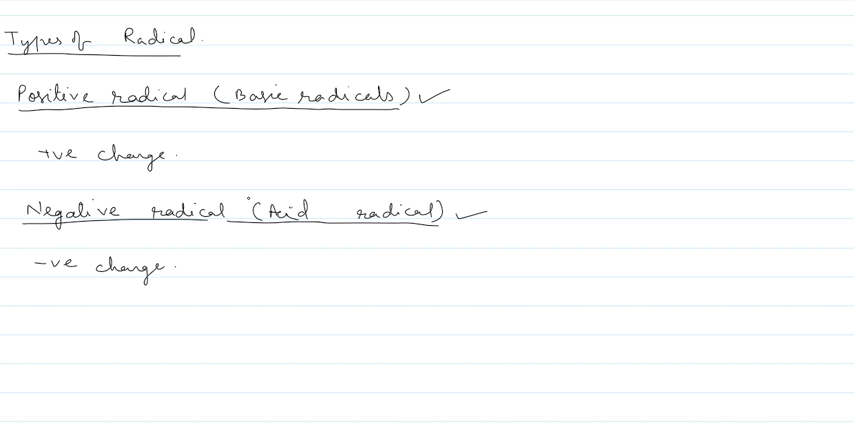 Types of Radical.
Positive radical (Basic radicals) ✓
+ve charge.
Negative radical (Acid radical) ✓
-ve charge.